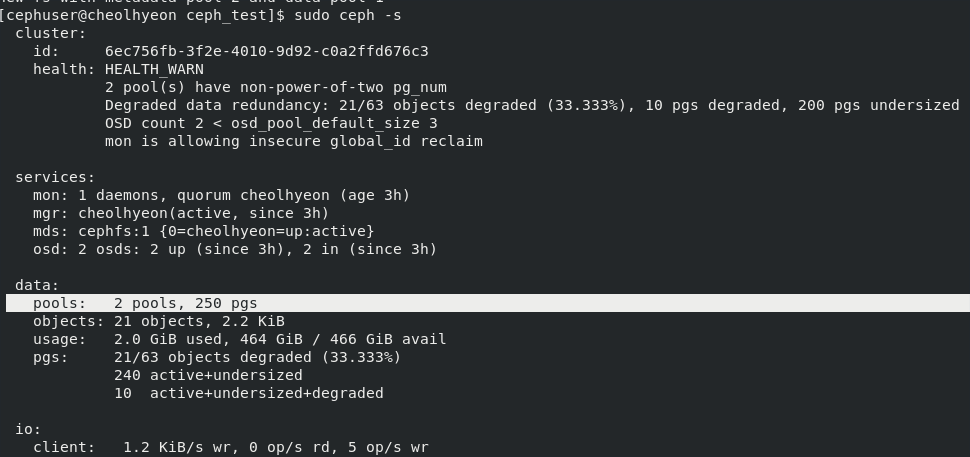 new fs with metadata pool 2 and data pool 1
[cephuser@cheolhyeon ceph_test]$ sudo ceph -s
  cluster:
    id:     6ec756fb-3f2e-4010-9d92-c0a2ffd676c3
    health: HEALTH_WARN
            2 pool(s) have non-power-of-two pg_num
            Degraded data redundancy: 21/63 objects degraded (33.333%), 10 pgs degraded, 200 pgs undersized
            OSD count 2 < osd_pool_default_size 3
            mon is allowing insecure global_id reclaim
  services:
    mon: 1 daemons, quorum cheolhyeon (age 3h)
    mgr: cheolhyeon(active, since 3h)
    mds: cephfs:1 {0=cheolhyeon=up:active}
    osd: 2 osds: 2 up (since 3h), 2 in (since 3h)
  data:
    pools:   2 pools, 250 pgs
    objects: 21 objects, 2.2 KiB
    usage:   2.0 GiB used, 464 GiB / 466 GiB avail
    pgs:     21/63 objects degraded (33.333%)
             240 active+undersized
             10  active+undersized+degraded
  io:
    client:   1.2 KiB/s wr, 0 op/s rd, 5 op/s wr